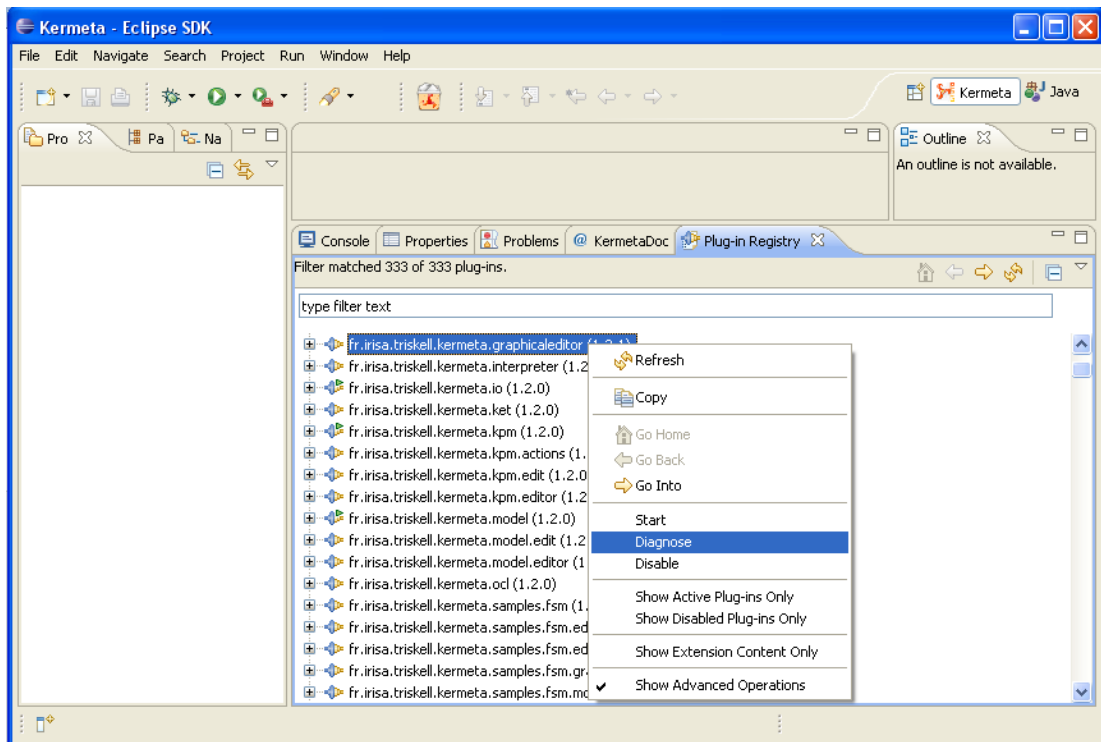 Kermeta - Eclipse SDK
File Edit Navigate Search Project Run Window Help
Kermeta Java
Pro Pa Na
Outline
An outline is not available.
Console Properties Problems @ KermetaDoc Plug-in Registry
Filter matched 333 of 333 plug-ins.
type filter text
fr.irisa.triskell.kermeta.graphicaleditor (1.2.1)
fr.irisa.triskell.kermeta.interpreter (1.2
fr.irisa.triskell.kermeta.io (1.2.0)
fr.irisa.triskell.kermeta.ket (1.2.0)
fr.irisa.triskell.kermeta.kpm (1.2.0)
fr.irisa.triskell.kermeta.kpm.actions (1.
fr.irisa.triskell.kermeta.kpm.edit (1.2.0
fr.irisa.triskell.kermeta.kpm.editor (1.2
fr.irisa.triskell.kermeta.model (1.2.0)
fr.irisa.triskell.kermeta.model.edit (1.2
fr.irisa.triskell.kermeta.model.editor (1
fr.irisa.triskell.kermeta.ocl (1.2.0)
fr.irisa.triskell.kermeta.samples.fsm (1.
fr.irisa.triskell.kermeta.samples.fsm.ed
fr.irisa.triskell.kermeta.samples.fsm.ed
fr.irisa.triskell.kermeta.samples.fsm.gr
fr.irisa.triskell.kermeta.samples.fsm.mo
Refresh
Copy
Go Home
Go Back
Go Into
Start
Diagnose
Disable
Show Active Plug-ins Only
Show Disabled Plug-ins Only
Show Extension Content Only
Show Advanced Operations